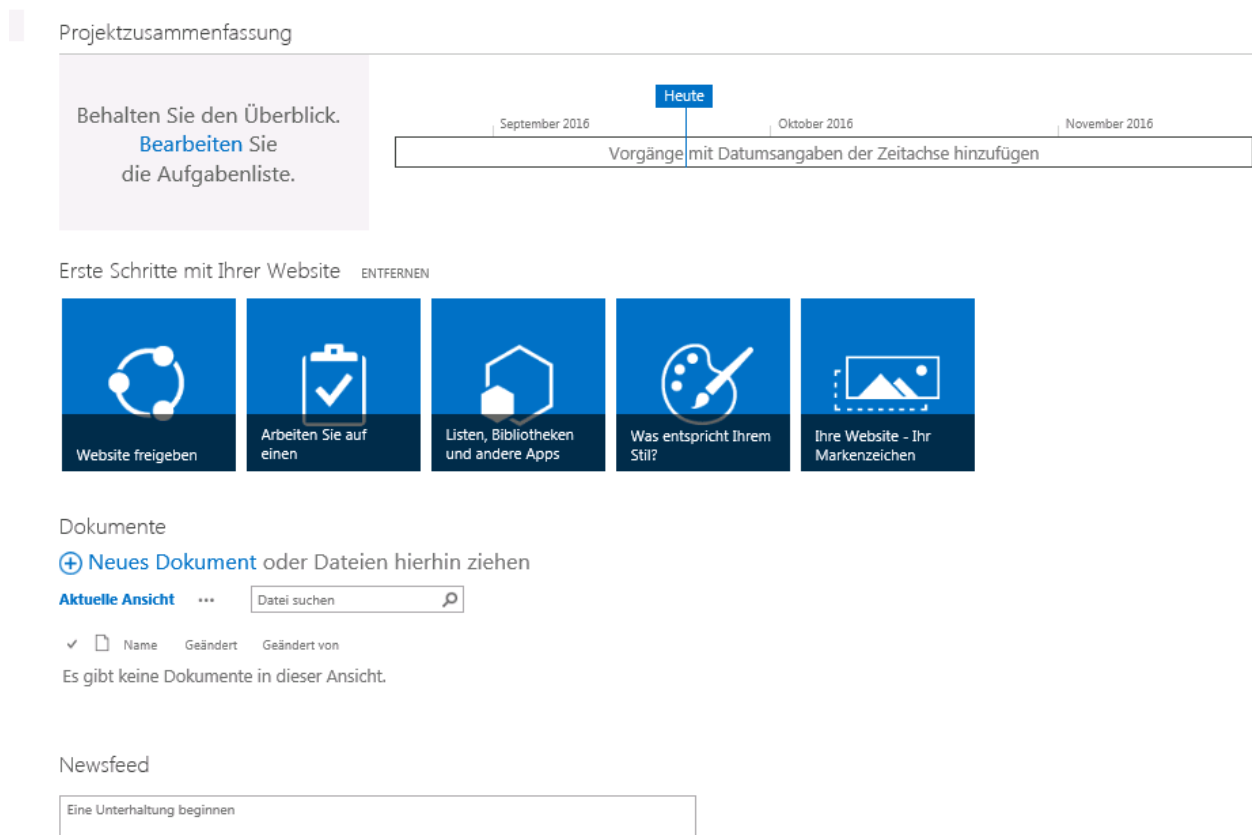 Projektzusammenfassung
Behalten Sie den Überblick.
Bearbeiten Sie
die Aufgabenliste.
Heute
September 2016
Oktober 2016
November 2016
Vorgänge mit Datumsangaben der Zeitachse hinzufügen
Erste Schritte mit Ihrer Website ENTFERNEN
Website freigeben
Arbeiten Sie auf
einen
Listen, Bibliotheken
und andere Apps
Was entspricht Ihrem
Stil?
Ihre Website - Ihr
Markenzeichen
Dokumente
Neues Dokument oder Dateien hierhin ziehen
Aktuelle Ansicht ··· Datei suchen
Name Geändert Geändert von
Es gibt keine Dokumente in dieser Ansicht.
Newsfeed
Eine Unterhaltung beginnen